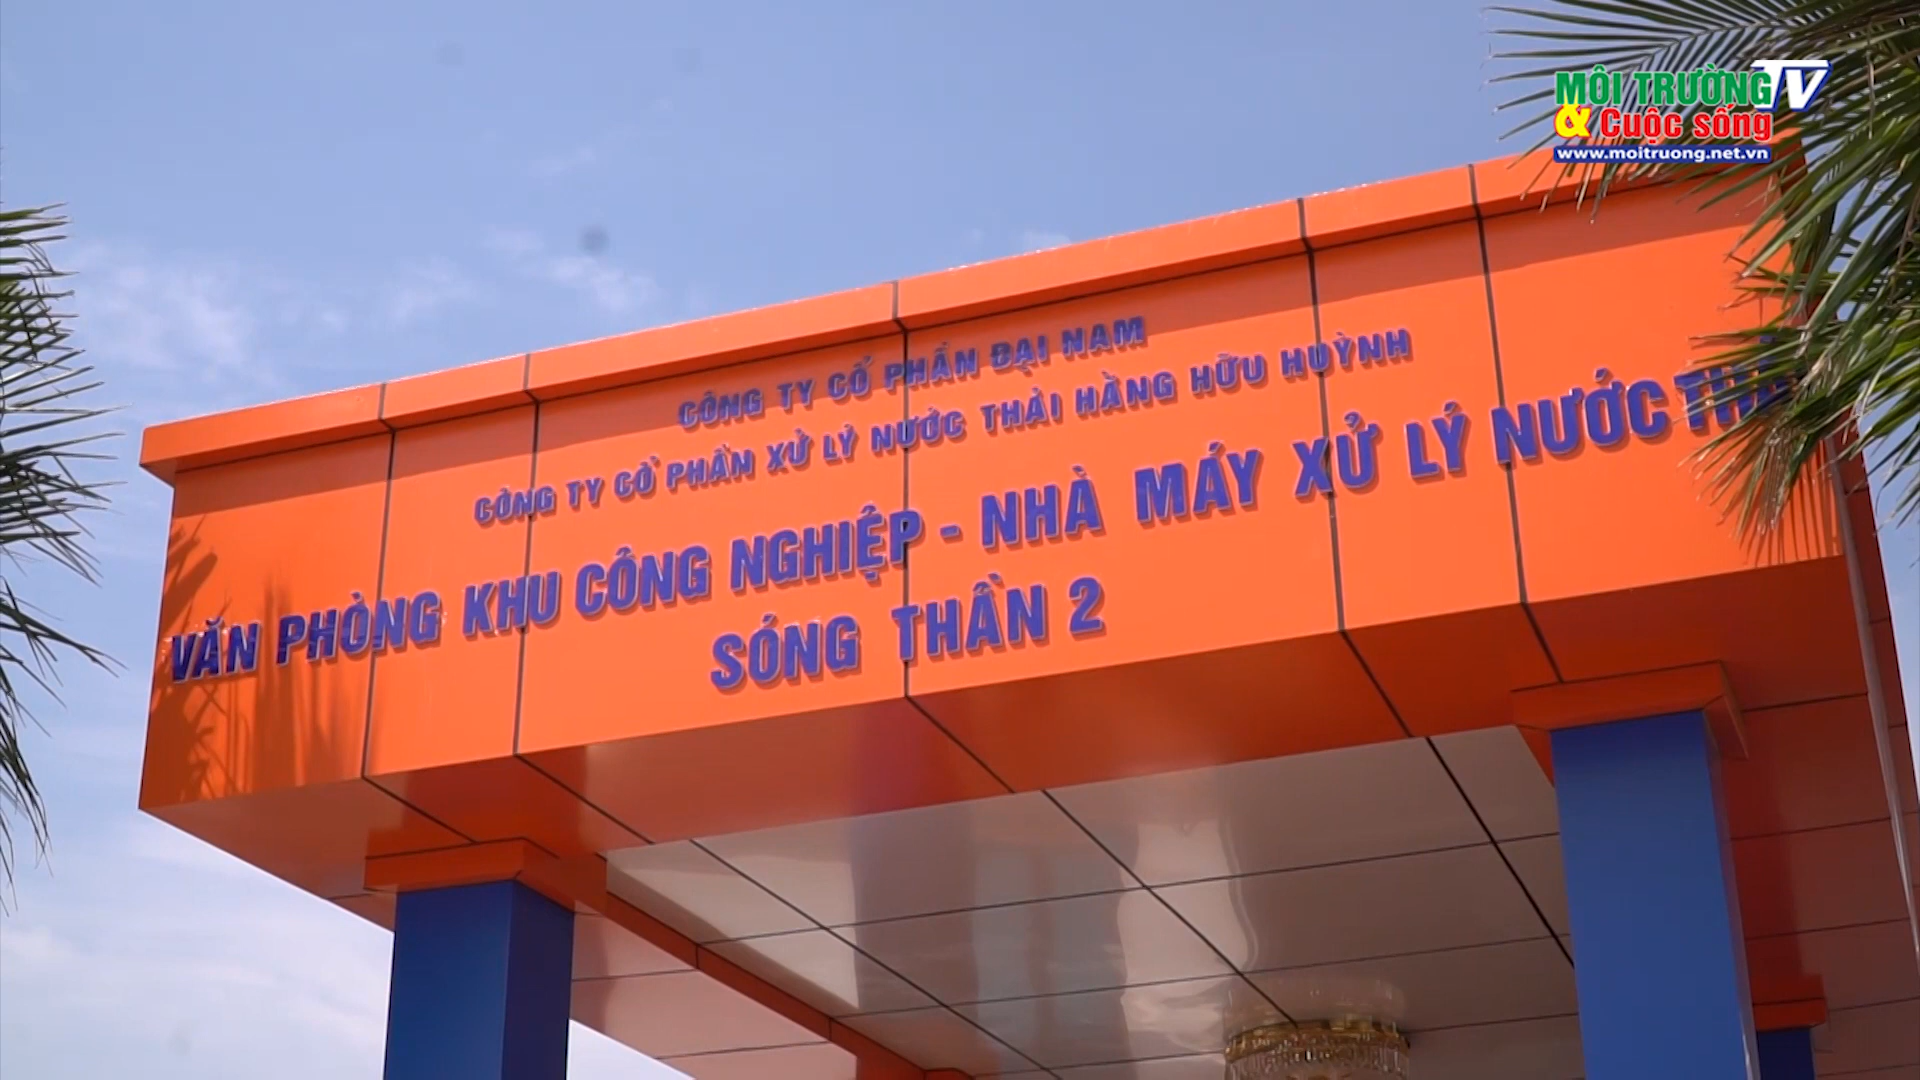 MÔI TRƯỜNG TV
& Cuộc sống
www.moitruong.net.vn
CÔNG TY CỔ PHẦN ĐẠI NAM
CÔNG TY CỔ PHẦN XỬ LÝ NƯỚC THẢI HẰNG HỮU HUỲNH
VĂN PHÒNG KHU CÔNG NGHIỆP - NHÀ MÁY XỬ LÝ NƯỚC THẢI
SÓNG THẦN 2